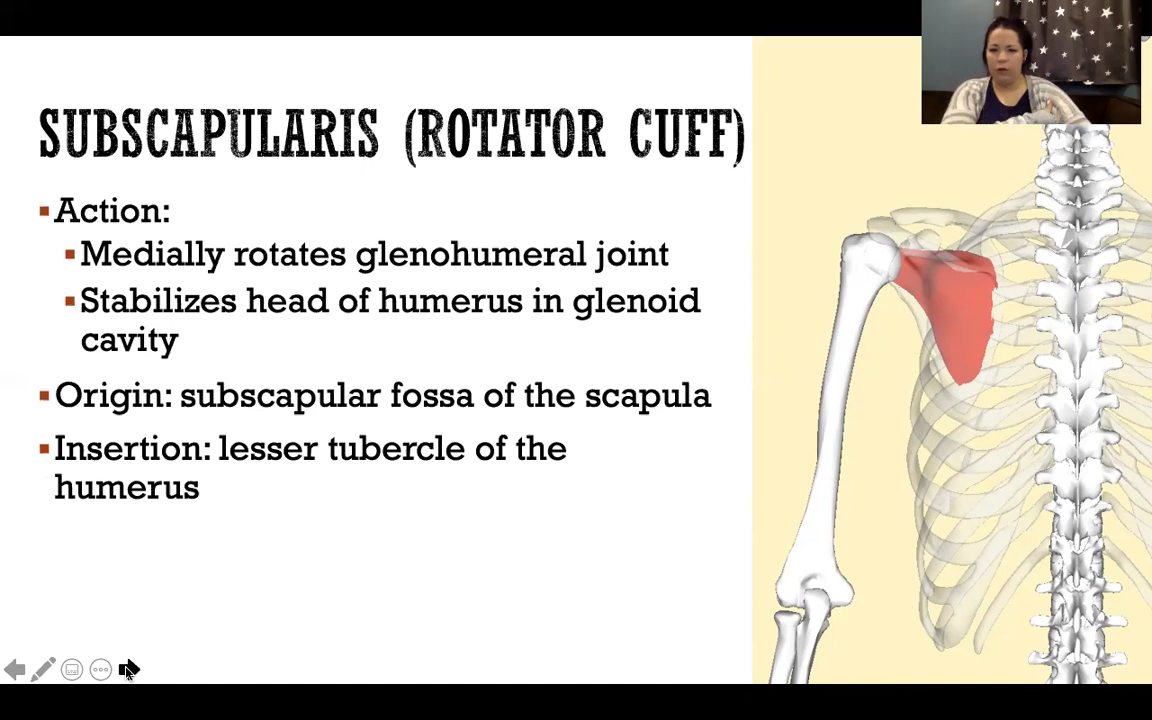 SUBSCAPULARIS (ROTATOR CUFF)
▪Action:
▪Medially rotates glenohumeral joint
▪Stabilizes head of humerus in glenoid
cavity
▪Origin: subscapular fossa of the scapula
▪Insertion: lesser tubercle of the
humerus